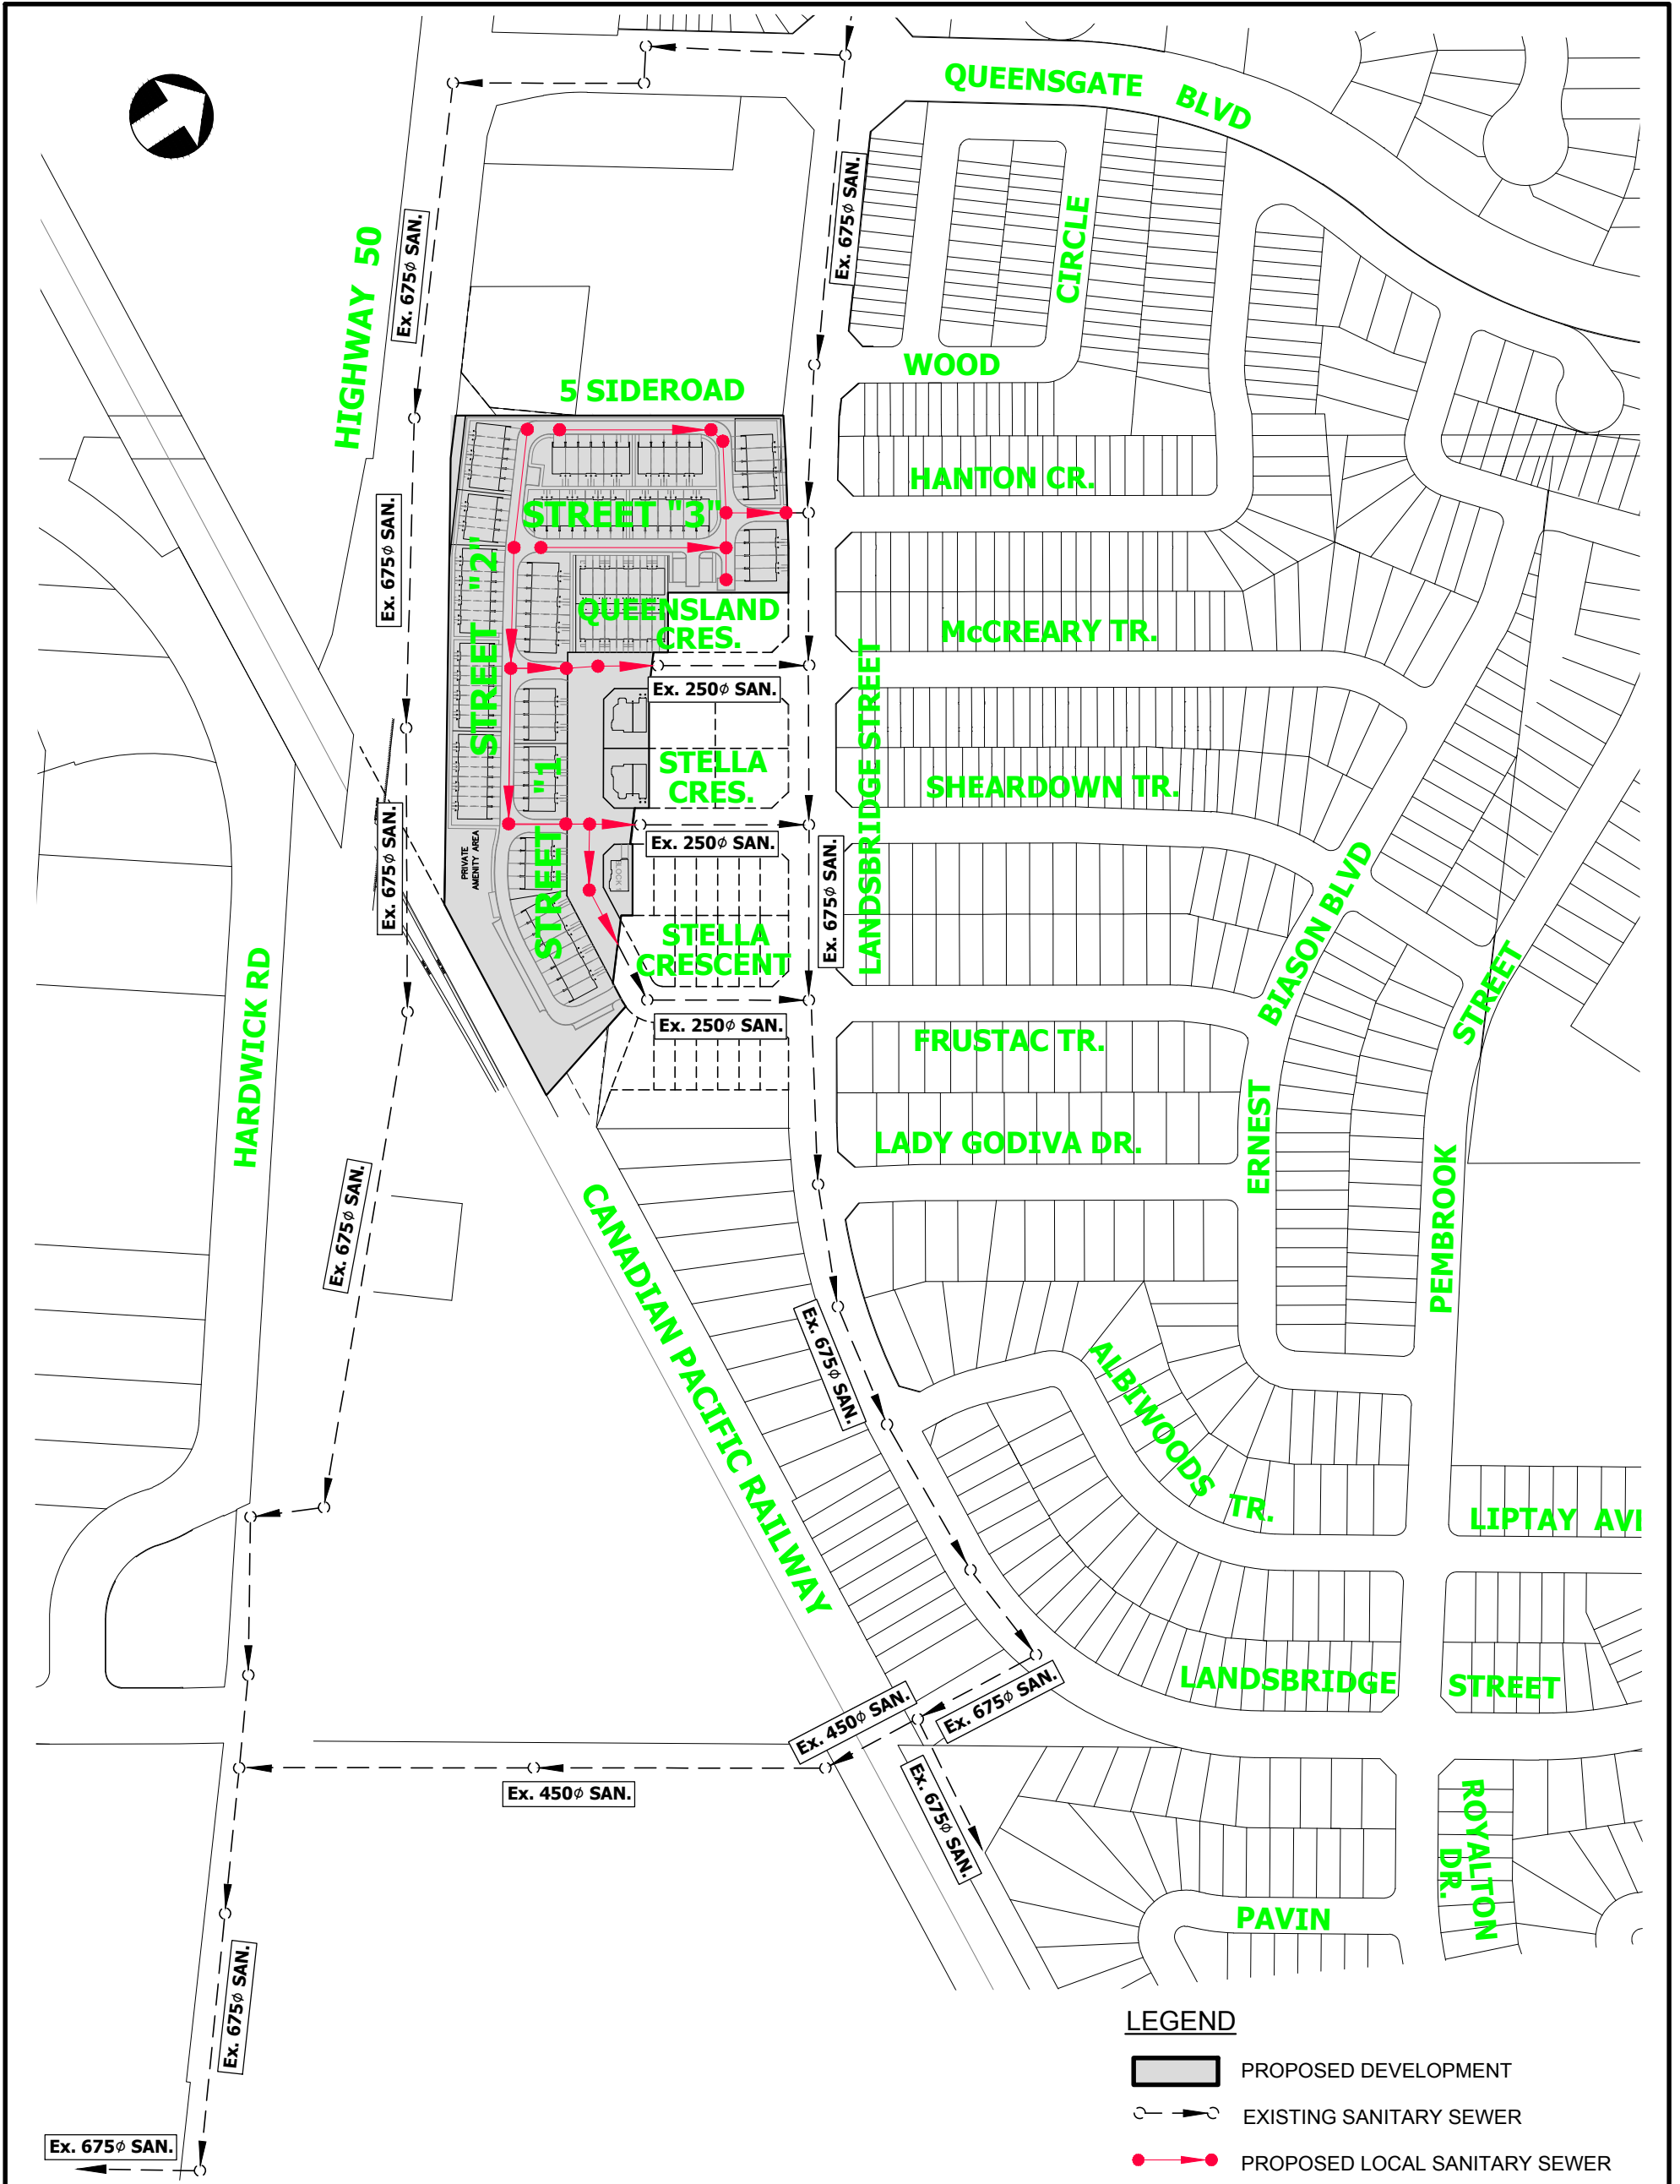 QUEENSGATE BLVD
Ex. 675⌀ SAN.
CIRCLE
Ex. 675⌀ SAN.
HIGHWAY 50
WOOD
5 SIDEROAD
HANTON CR.
STREET "3"
Ex. 675⌀ SAN.
STREET "2"
QUEENSLAND
CRES.
McCREARY TR.
Ex. 250⌀ SAN.
LANDSBRIDGE STREET
STELLA
CRES.
SHEARDOWN TR.
STREET "1
Ex. 675⌀ SAN.
Ex. 250⌀ SAN.
PRIVATE
AMENITY AREA
BLOCK
Ex. 675⌀ SAN.
BIASON BLVD
STELLA
CRESCENT
STREET
HARDWICK RD
Ex. 250⌀ SAN.
FRUSTAC TR.
ERNEST
LADY GODIVA DR.
PEMBROOK
Ex. 675⌀ SAN.
CANADIAN PACIFIC RAILWAY
Ex. 675⌀ SAN.
ALBIWOODS TR.
LIPTAY AVE
LANDSBRIDGE STREET
Ex. 450⌀ SAN.
Ex. 675⌀ SAN.
Ex. 450⌀ SAN.
Ex. 675⌀ SAN.
ROYALTON
DR.
PAVIN
Ex. 675⌀ SAN.
Ex. 675⌀ SAN.
LEGEND
PROPOSED DEVELOPMENT
EXISTING SANITARY SEWER
PROPOSED LOCAL SANITARY SEWER